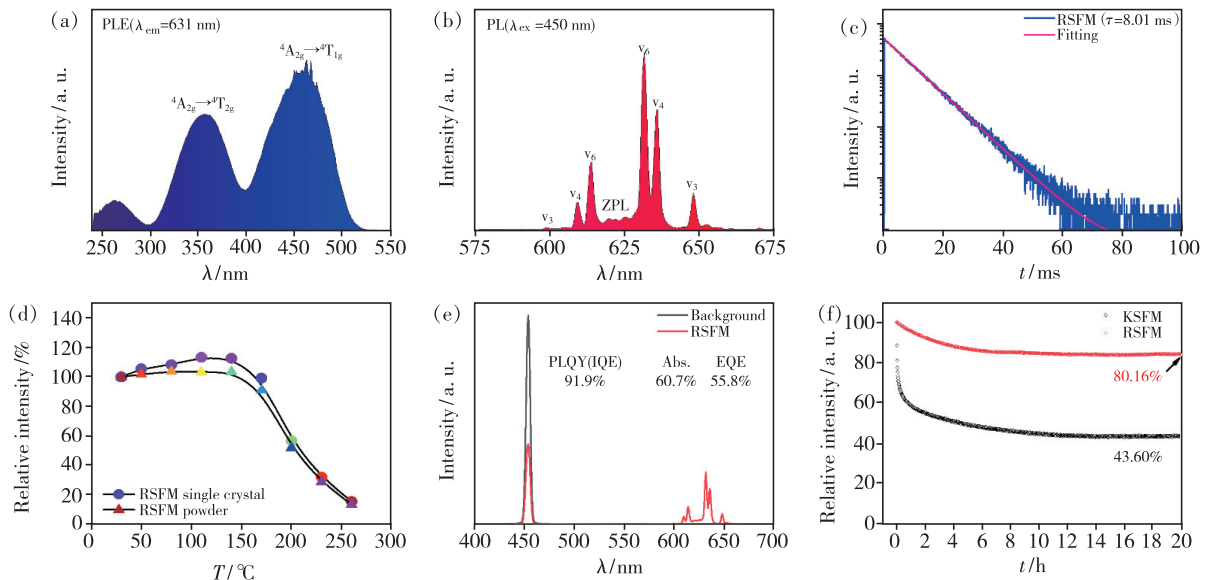 (a)
PLE(λem=631 nm)
⁴A₂g→⁴T₁g
⁴A₂g→⁴T₂g
Intensity/a. u.
250 300 350 400 450 500 550
λ/nm
(b)
PL(λex=450 nm)
v₆
v₄
v₆
v₄
v₃
v₃
ZPL
Intensity/a. u.
575 600 625 650 675
λ/nm
(c)
RSFM (τ=8.01 ms)
Fitting
Intensity/a. u.
0 20 40 60 80 100
t/ms
(d)
Relative intensity/%
140
120
100
80
60
40
20
0
RSFM single crystal
RSFM powder
0 50 100 150 200 250 300
T/℃
(e)
Background
RSFM
PLQY(IQE) Abs. EQE
91.9% 60.7% 55.8%
Intensity/a. u.
400 450 500 550 600 650 700
λ/nm
(f)
KSFM
RSFM
Relative intensity/a. u.
100
80
60
40
20
0
80.16%
43.60%
0 2 4 6 8 10 12 14 16 18 20
t/h